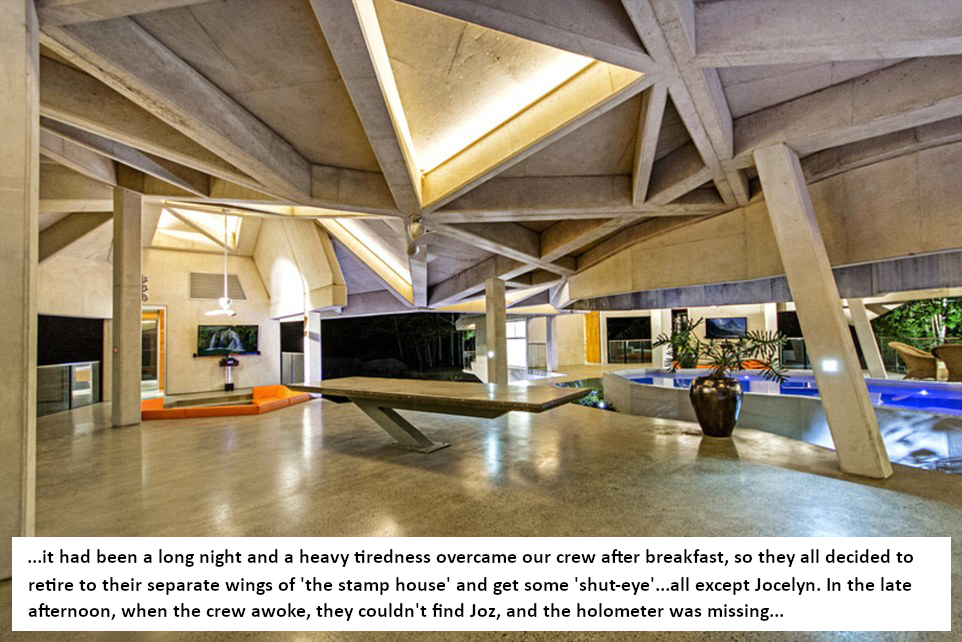 ...it had been a long night and a heavy tiredness overcame our crew after breakfast, so they all decided to
retire to their separate wings of 'the stamp house' and get some 'shut-eye'...all except Jocelyn. In the late
afternoon, when the crew awoke, they couldn't find Joz, and the holometer was missing...